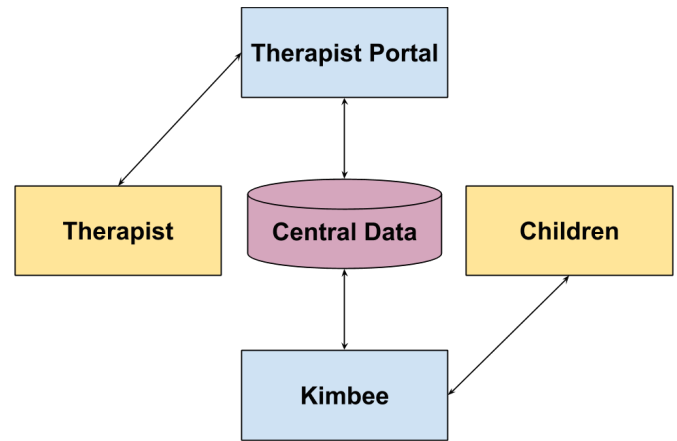 Therapist Portal
Therapist
Central Data
Children
Kimbee